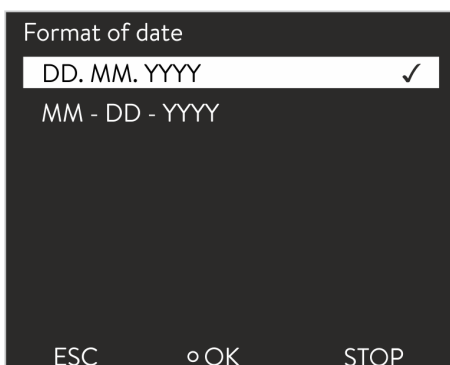 Format of date
DD. MM. YYYY ✓
MM - DD - YYYY
ESC OK STOP